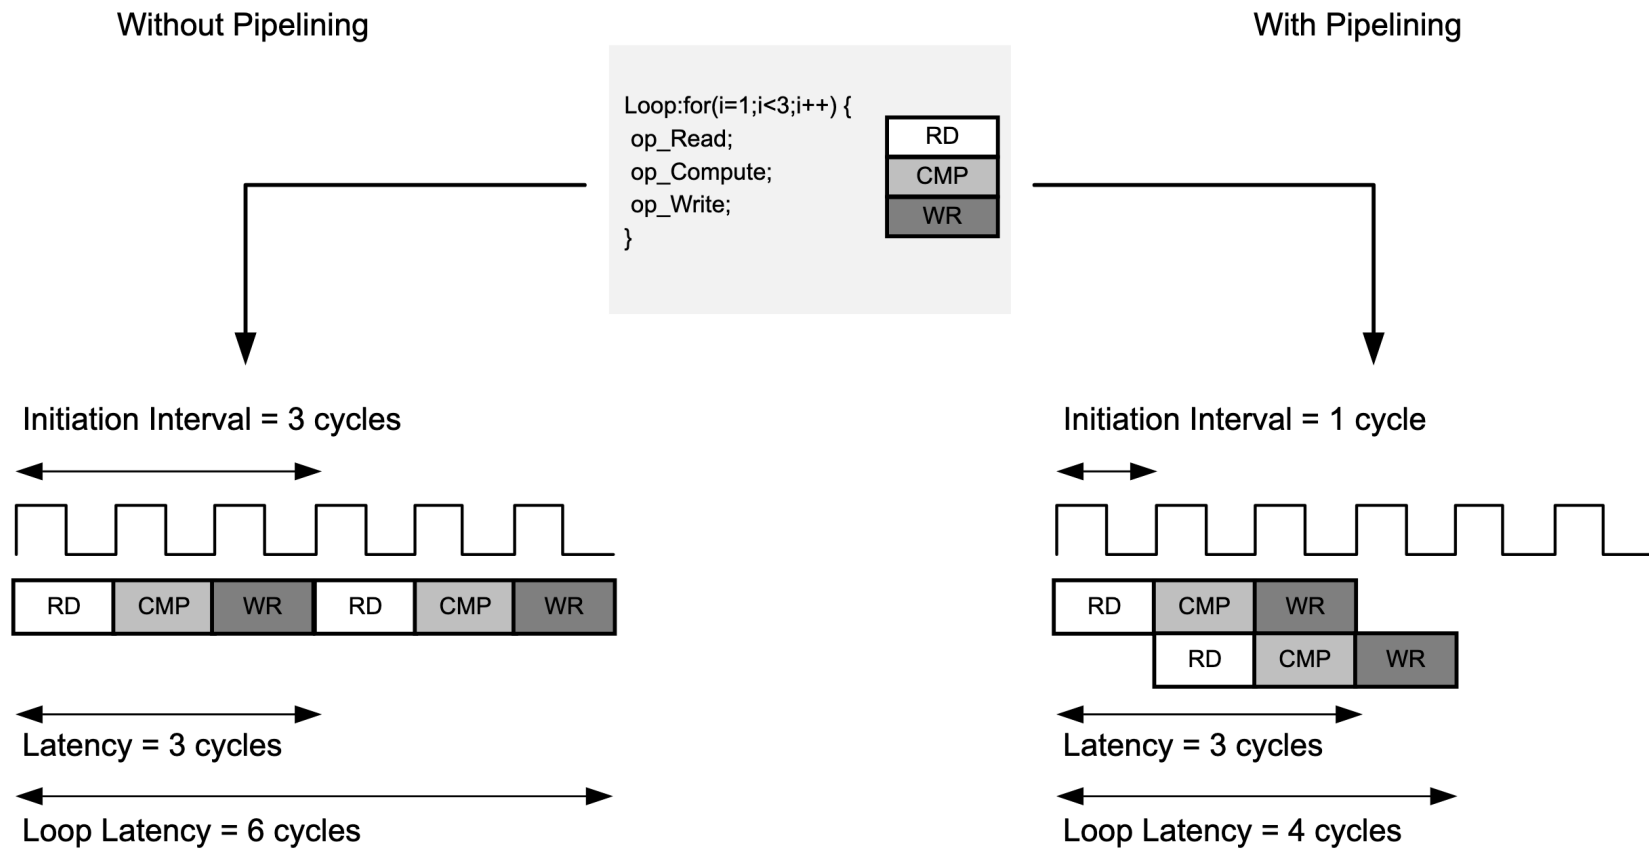 Without Pipelining
With Pipelining
Loop:for(i=1;i<3;i++) {
op_Read;
op_Compute;
op_Write;
}
RD
CMP
WR
Initiation Interval = 3 cycles
RD CMP WR RD CMP WR
Latency = 3 cycles
Loop Latency = 6 cycles
Initiation Interval = 1 cycle
RD CMP WR
RD CMP WR
Latency = 3 cycles
Loop Latency = 4 cycles